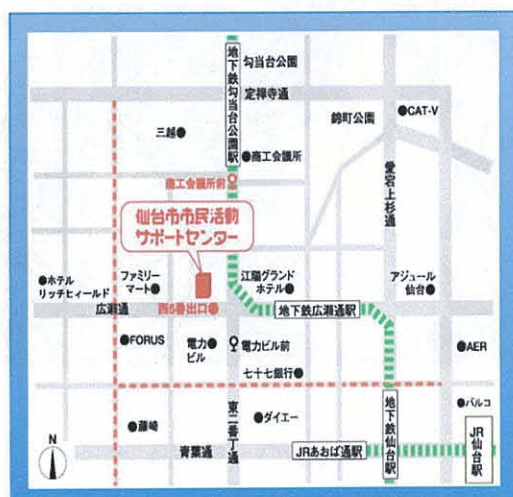 地下鉄勾当台公園駅
勾当台公園
定禅寺通
錦町公園
CAT-V
三越
商工会議所
愛宕上杉通
商工会議所前
仙台市市民活動
サポートセンター
ホテル
リッチフィールド
ファミリー
マート
江陽グランド
ホテル
アジュール
仙台
広瀬通
西5番出口
地下鉄広瀬通駅
FORUS
電力
ビル
電力ビル前
AER
七十七銀行
パルコ
藤崎
東二番丁通
ダイエー
地下鉄仙台駅
JR仙台駅
青葉通
JRあおば通駅
N